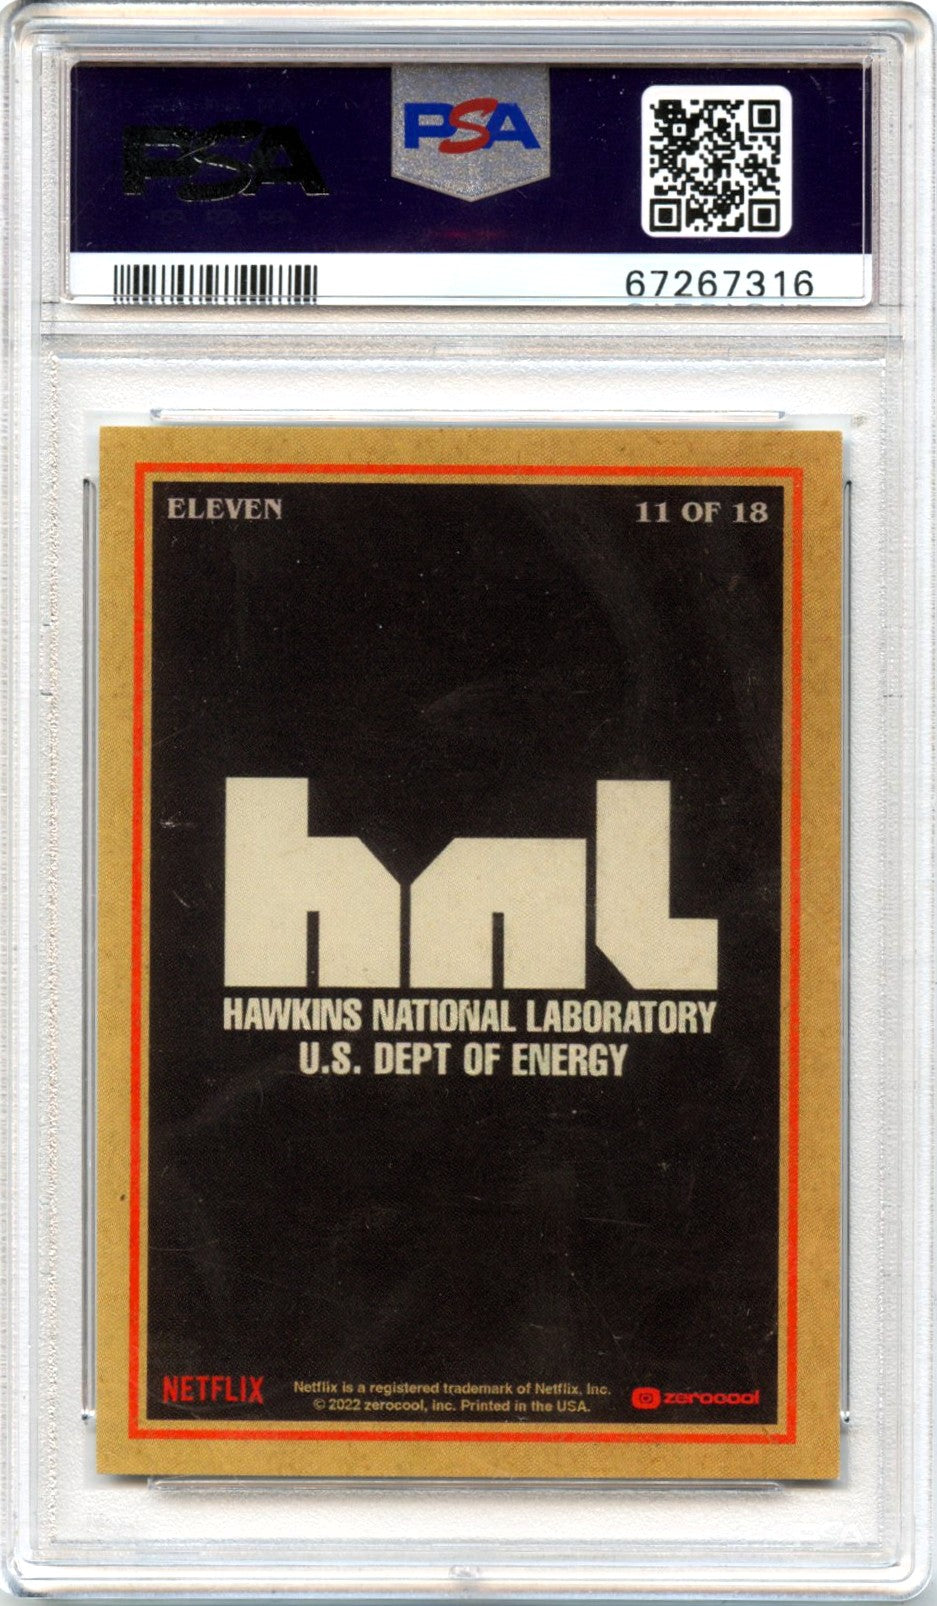 PSA
PSA
67267316
ELEVEN
11 OF 18
hnl
HAWKINS NATIONAL LABORATORY
U.S. DEPT OF ENERGY
NETFLIX
Netflix is a registered trademark of Netflix, Inc.
© 2022 zerocool, inc. Printed in the USA.
zerocool